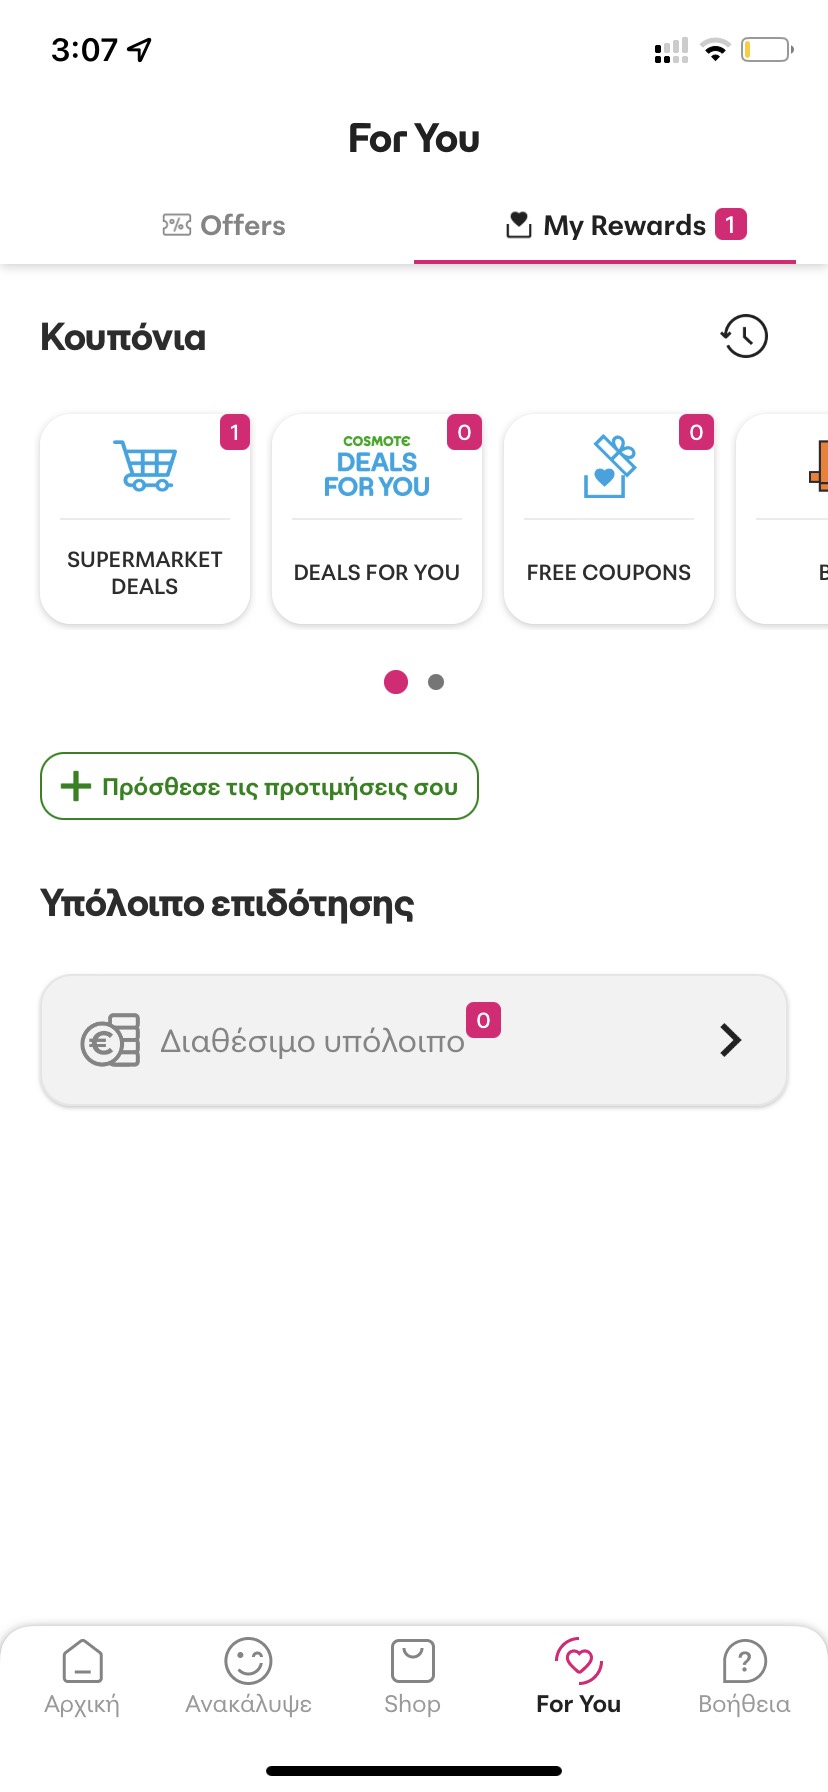 3:07
For You
Offers
My Rewards 1
Κουπόνια
1
SUPERMARKET
DEALS
0
COSMOTE
DEALS
FOR YOU
DEALS FOR YOU
0
FREE COUPONS
Πρόσθεσε τις προτιμήσεις σου
Υπόλοιπο επιδότησης
Διαθέσιμο υπόλοιπο 0
Αρχική
Ανακάλυψε
Shop
For You
Βοήθεια